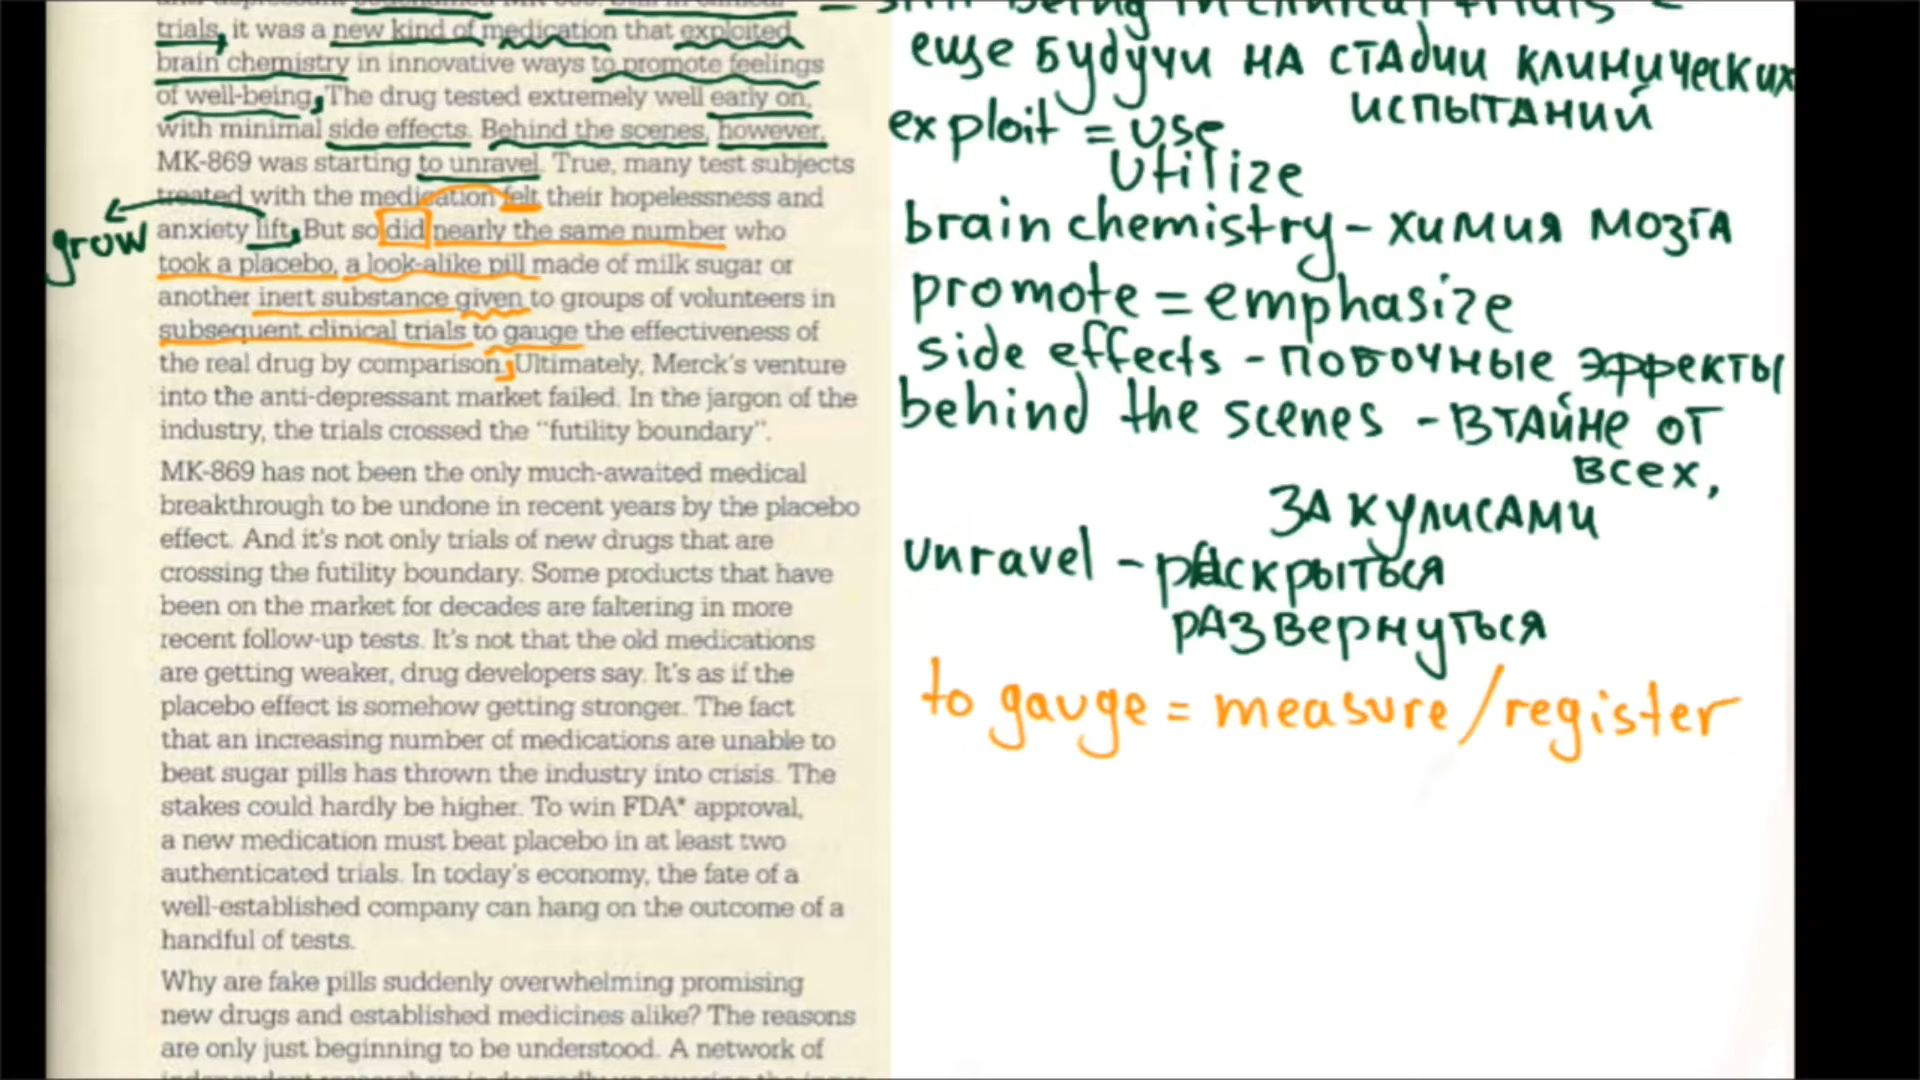 trials, it was a new kind of medication that exploited
brain chemistry in innovative ways to promote feelings
of well-being. The drug tested extremely well early on,
with minimal side effects. Behind the scenes, however,
MK-869 was starting to unravel. True, many test subjects
treated with the medication felt their hopelessness and
anxiety lift. But so did nearly the same number who
took a placebo, a look-alike pill made of milk sugar or
another inert substance given to groups of volunteers in
subsequent clinical trials to gauge the effectiveness of
the real drug by comparison. Ultimately, Merck's venture
into the anti-depressant market failed. In the jargon of the
industry, the trials crossed the “futility boundary”.
MK-869 has not been the only much-awaited medical
breakthrough to be undone in recent years by the placebo
effect. And it's not only trials of new drugs that are
crossing the futility boundary. Some products that have
been on the market for decades are faltering in more
recent follow-up tests. It's not that the old medications
are getting weaker, drug developers say. It's as if the
placebo effect is somehow getting stronger. The fact
that an increasing number of medications are unable to
beat sugar pills has thrown the industry into crisis. The
stakes could hardly be higher. To win FDA* approval,
a new medication must beat placebo in at least two
authenticated trials. In today's economy, the fate of a
well-established company can hang on the outcome of a
handful of tests.
Why are fake pills suddenly overwhelming promising
new drugs and established medicines alike? The reasons
are only just beginning to be understood. A network of
grow
– still being in clinical trials –
еще будучи на стадии клинических
испытаний
exploit = use
utilize
brain chemistry – химия мозга
promote = emphasize
side effects – побочные эффекты
behind the scenes – втайне от
всех,
за кулисами
unravel – раскрыться
развернуться
to gauge = measure/register